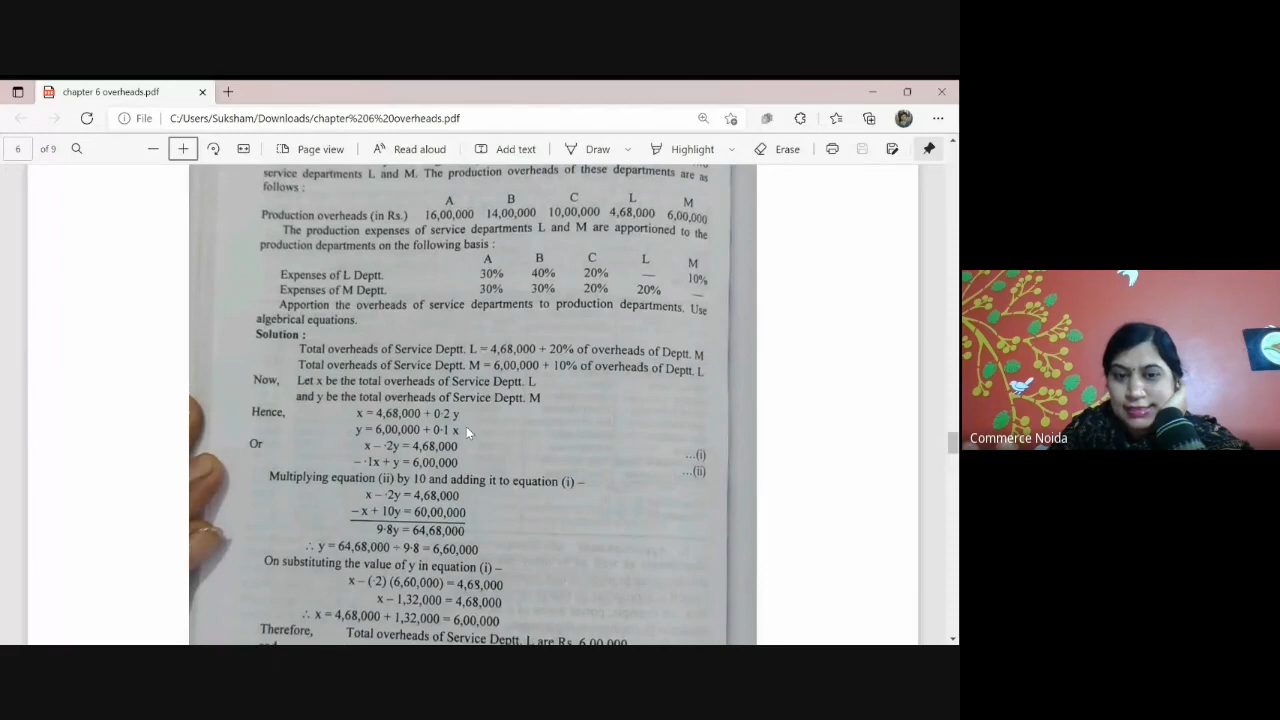 chapter 6 overheads.pdf
File C:/Users/Suksham/Downloads/chapter%206%20overheads.pdf
6 of 9 Page view Read aloud Add text Draw Highlight Erase
service departments L and M. The production overheads of these departments are as
follows :
A B C L M
Production overheads (in Rs.) 16,00,000 14,00,000 10,00,000 4,68,000 6,00,000
The production expenses of service departments L and M are apportioned to the
production departments on the following basis :
A B C L M
Expenses of L Deptt. 30% 40% 20% — 10%
Expenses of M Deptt. 30% 30% 20% 20% —
Apportion the overheads of service departments to production departments. Use
algebrical equations.
Solution :
Total overheads of Service Deptt. L = 4,68,000 + 20% of overheads of Deptt. M
Total overheads of Service Deptt. M = 6,00,000 + 10% of overheads of Deptt. L
Now, Let x be the total overheads of Service Deptt. L
and y be the total overheads of Service Deptt. M
Hence, x = 4,68,000 + 0·2 y
y = 6,00,000 + 0·1 x
Or x – ·2y = 4,68,000 ...(i)
– ·1x + y = 6,00,000 ...(ii)
Multiplying equation (ii) by 10 and adding it to equation (i) –
x – ·2y = 4,68,000
– x + 10y = 60,00,000
9·8y = 64,68,000
∴ y = 64,68,000 ÷ 9·8 = 6,60,000
On substituting the value of y in equation (i) –
x – (·2) (6,60,000) = 4,68,000
x – 1,32,000 = 4,68,000
∴ x = 4,68,000 + 1,32,000 = 6,00,000
Therefore, Total overheads of Service Deptt. L are Rs. 6,00,000
Commerce Noida